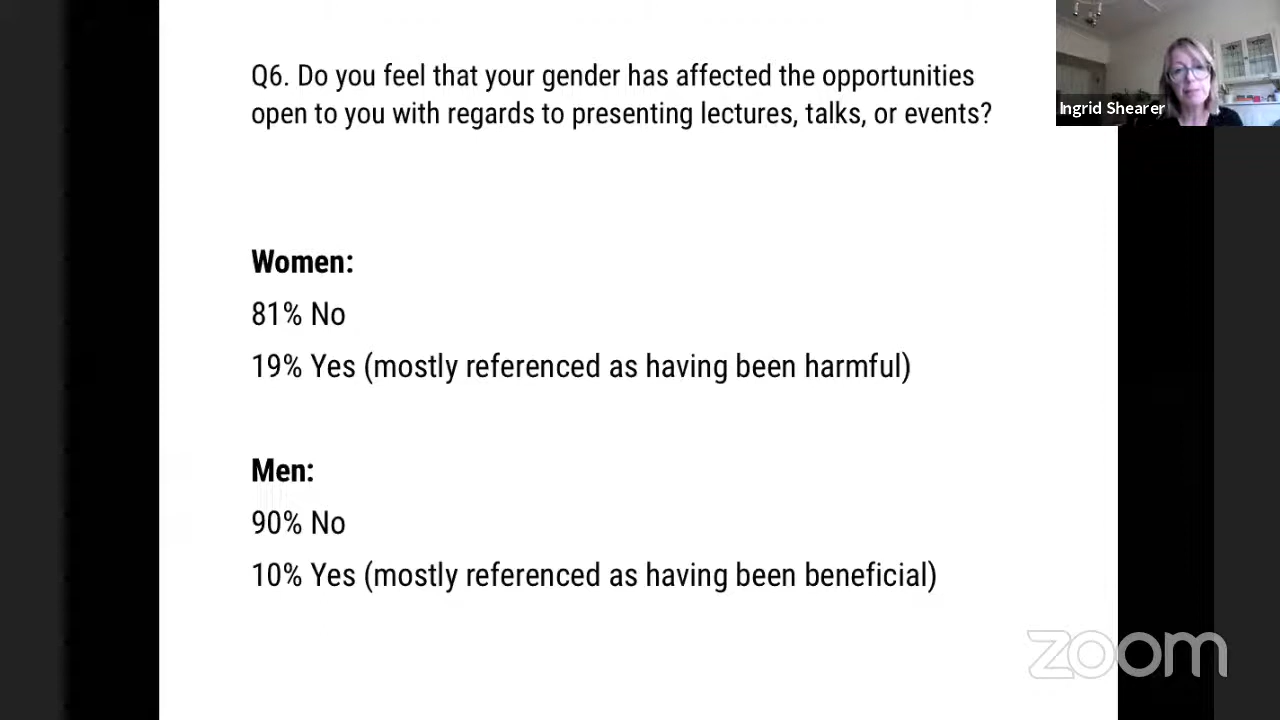 Q6. Do you feel that your gender has affected the opportunities
open to you with regards to presenting lectures, talks, or events?
Ingrid Shearer
Women:
81% No
19% Yes (mostly referenced as having been harmful)
Men:
90% No
10% Yes (mostly referenced as having been beneficial)
zoom